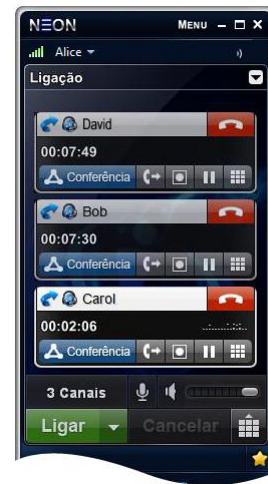 NEON MENU
Alice
Ligação
David
00:07:49
Conferência
Bob
00:07:30
Conferência
Carol
00:02:06
Conferência
3 Canais
Ligar Cancelar